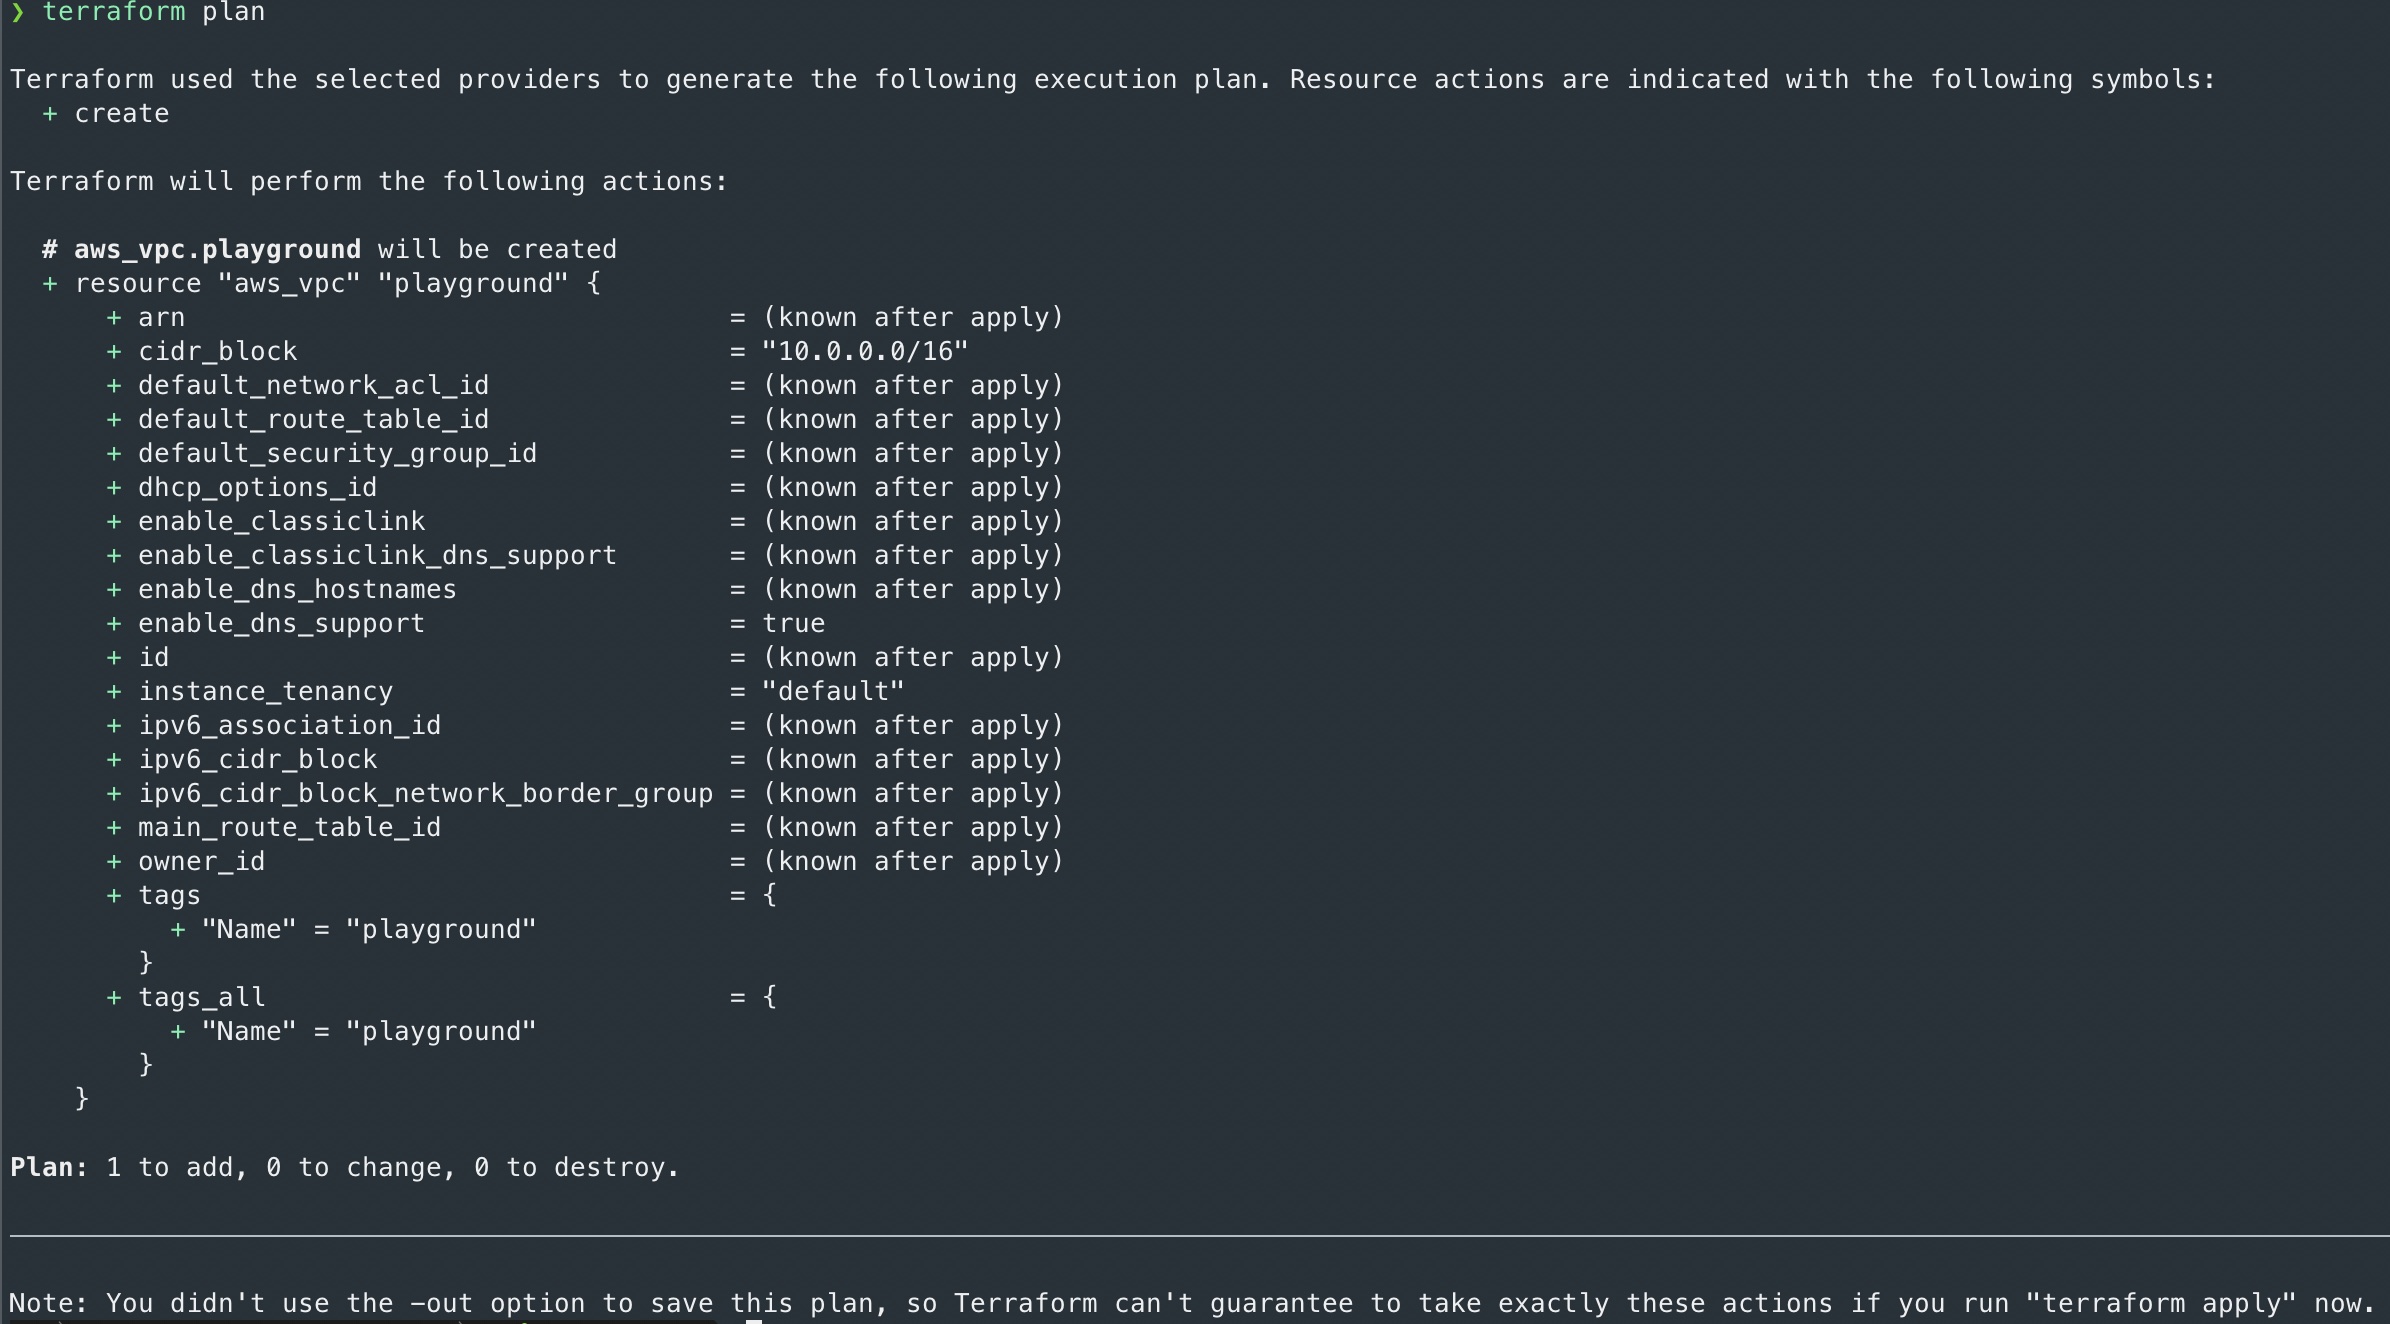 ❯ terraform plan
Terraform used the selected providers to generate the following execution plan. Resource actions are indicated with the following symbols:
  + create
Terraform will perform the following actions:
  # aws_vpc.playground will be created
  + resource "aws_vpc" "playground" {
      + arn                                  = (known after apply)
      + cidr_block                           = "10.0.0.0/16"
      + default_network_acl_id               = (known after apply)
      + default_route_table_id               = (known after apply)
      + default_security_group_id            = (known after apply)
      + dhcp_options_id                      = (known after apply)
      + enable_classiclink                   = (known after apply)
      + enable_classiclink_dns_support       = (known after apply)
      + enable_dns_hostnames                 = (known after apply)
      + enable_dns_support                   = true
      + id                                   = (known after apply)
      + instance_tenancy                     = "default"
      + ipv6_association_id                  = (known after apply)
      + ipv6_cidr_block                      = (known after apply)
      + ipv6_cidr_block_network_border_group = (known after apply)
      + main_route_table_id                  = (known after apply)
      + owner_id                             = (known after apply)
      + tags                                 = {
          + "Name" = "playground"
        }
      + tags_all                             = {
          + "Name" = "playground"
        }
    }
Plan: 1 to add, 0 to change, 0 to destroy.
Note: You didn't use the -out option to save this plan, so Terraform can't guarantee to take exactly these actions if you run "terraform apply" now.